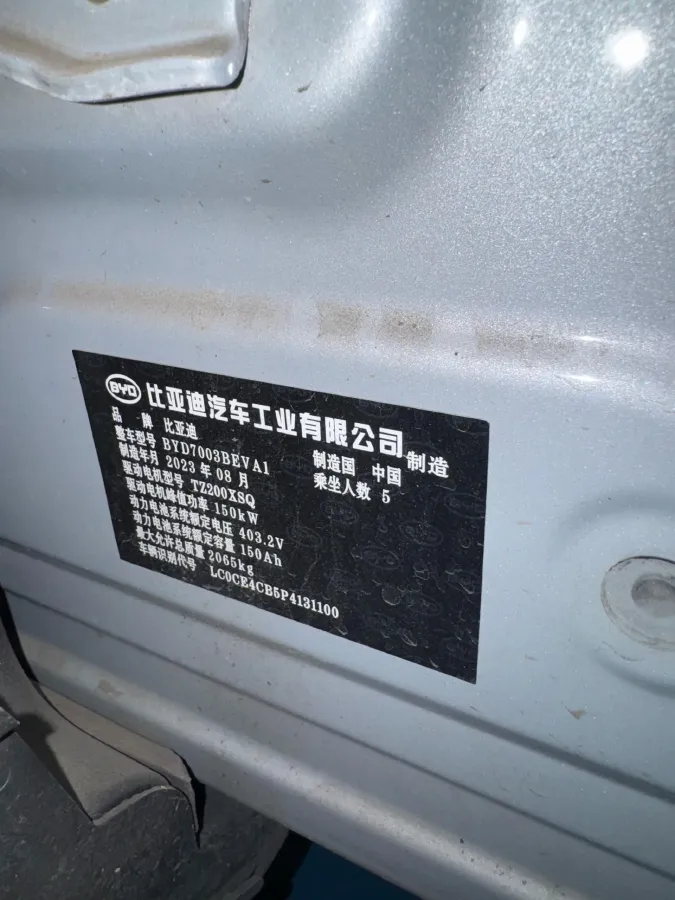 BYD 比亚迪汽车工业有限公司 制造
品牌 比亚迪
整车型号 BYD7003BEVA1 制造国 中国
制造年月 2023 年 08 月 乘坐人数 5
驱动电机型号 TZ200XSQ
驱动电机峰值功率 150kW
动力电池系统额定电压 403.2V
动力电池系统额定容量 150Ah
最大允许总质量 2065kg
车辆识别代号 LC0CE4CB5P4131100